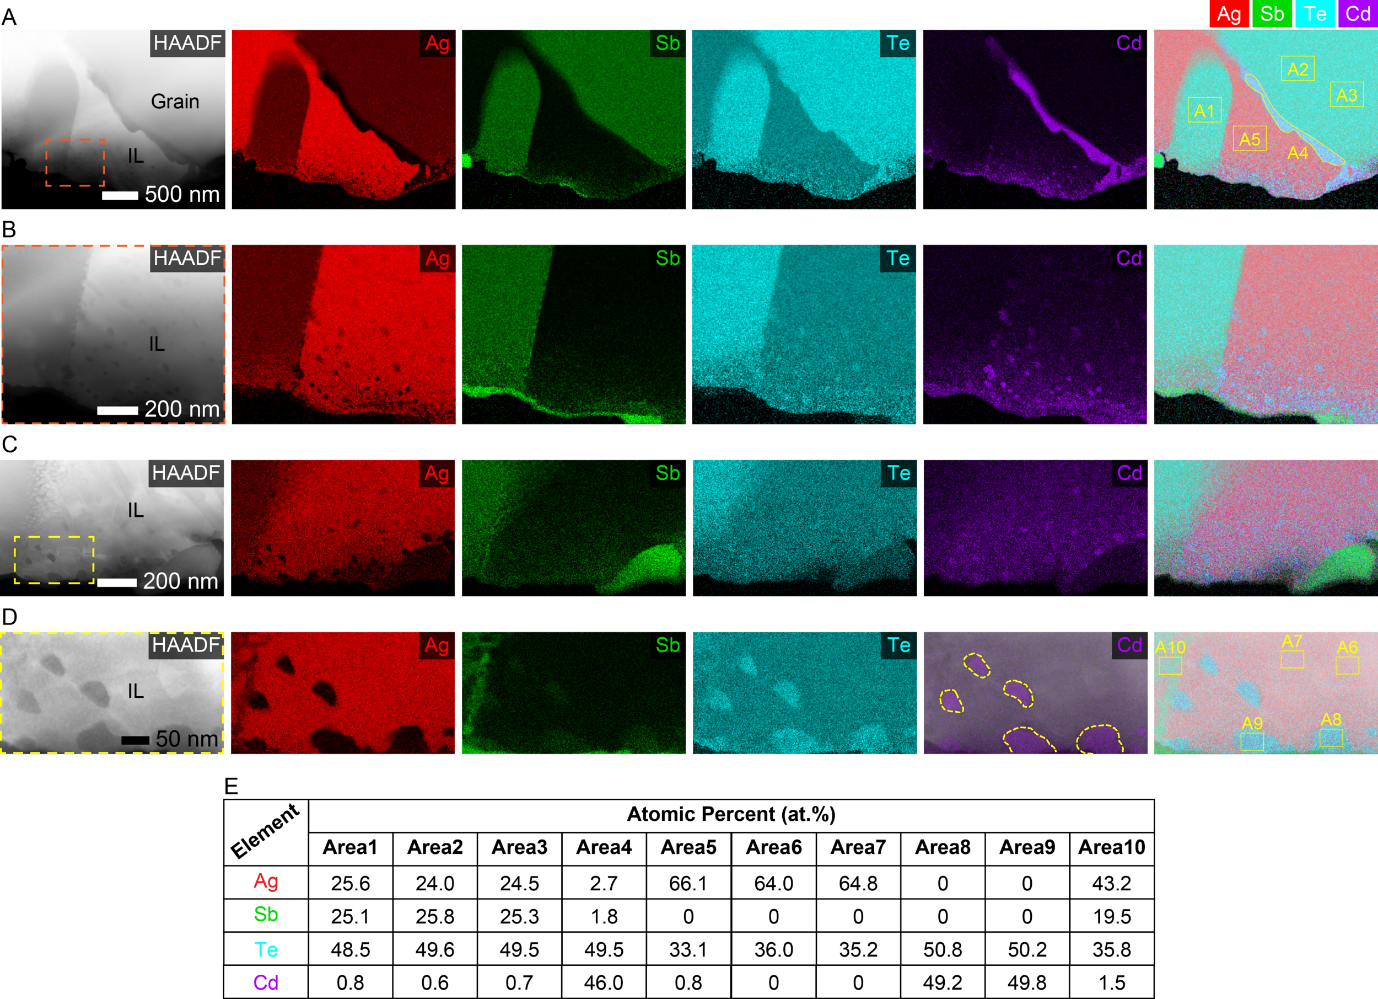 Ag Sb Te Cd
A
HAADF Ag Sb Te Cd
Grain
IL
500 nm
A1 A2 A3 A4 A5
B
HAADF Ag Sb Te Cd
IL
200 nm
C
HAADF Ag Sb Te Cd
IL
200 nm
D
HAADF Ag Sb Te Cd
IL
50 nm
A10 A7 A6
A9 A8
E
Element Atomic Percent (at.%)
Area1 Area2 Area3 Area4 Area5 Area6 Area7 Area8 Area9 Area10
Ag 25.6 24.0 24.5 2.7 66.1 64.0 64.8 0 0 43.2
Sb 25.1 25.8 25.3 1.8 0 0 0 0 0 19.5
Te 48.5 49.6 49.5 49.5 33.1 36.0 35.2 50.8 50.2 35.8
Cd 0.8 0.6 0.7 46.0 0.8 0 0 49.2 49.8 1.5